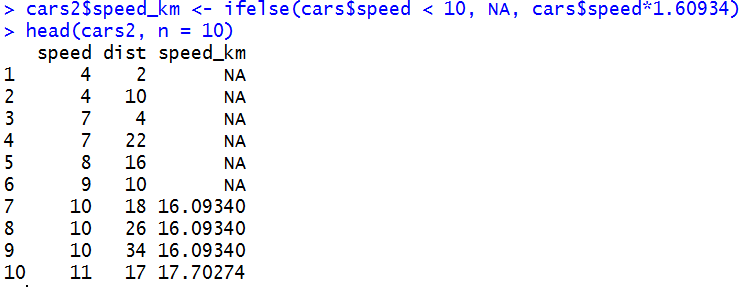 > cars2$speed_km <- ifelse(cars$speed < 10, NA, cars$speed*1.60934)
> head(cars2, n = 10)
   speed dist speed_km
1      4    2       NA
2      4   10       NA
3      7    4       NA
4      7   22       NA
5      8   16       NA
6      9   10       NA
7     10   18 16.09340
8     10   26 16.09340
9     10   34 16.09340
10    11   17 17.70274